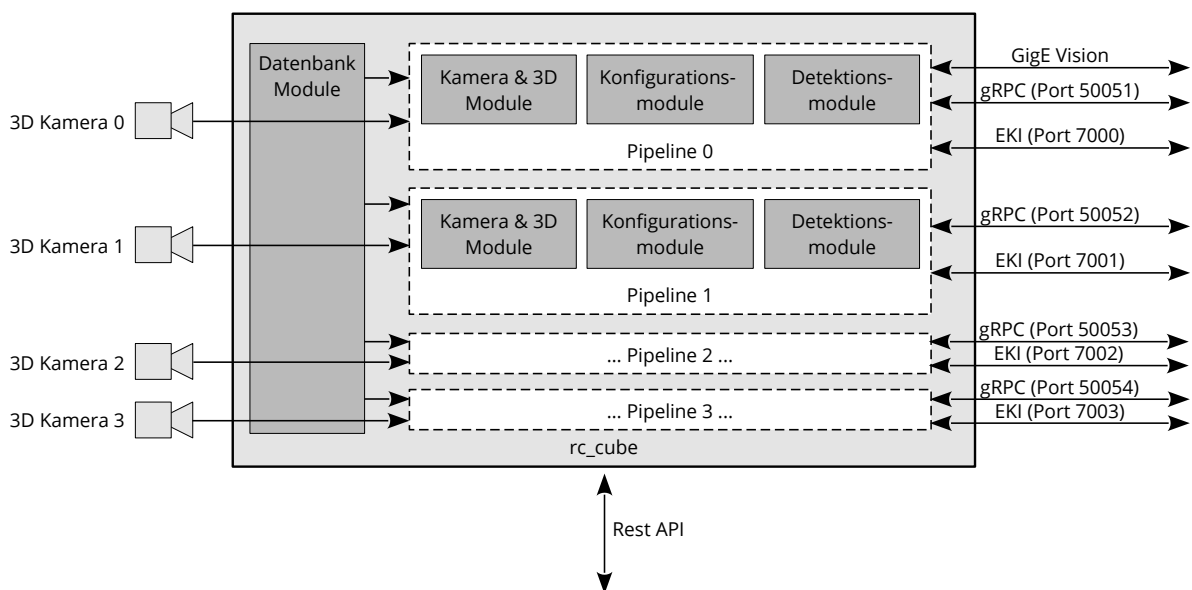 Datenbank
Module
Kamera & 3D
Module
Konfigurations-
module
Detektions-
module
Pipeline 0
GigE Vision
gRPC (Port 50051)
EKI (Port 7000)
3D Kamera 0
Kamera & 3D
Module
Konfigurations-
module
Detektions-
module
Pipeline 1
gRPC (Port 50052)
EKI (Port 7001)
3D Kamera 1
... Pipeline 2 ...
gRPC (Port 50053)
EKI (Port 7002)
3D Kamera 2
... Pipeline 3 ...
gRPC (Port 50054)
EKI (Port 7003)
3D Kamera 3
rc_cube
Rest API